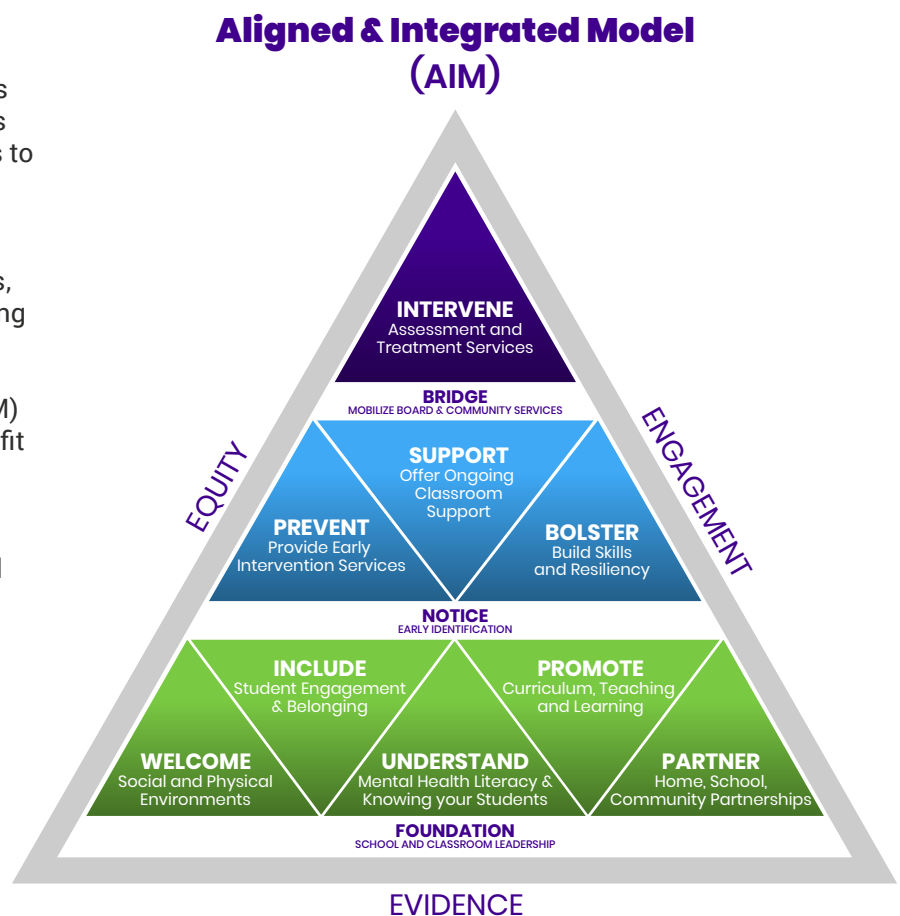 Aligned & Integrated Model
(AIM)
s
s
s to
s,
ng
M)
fit
INTERVENE
Assessment and
Treatment Services
BRIDGE
MOBILIZE BOARD & COMMUNITY SERVICES
EQUITY
ENGAGEMENT
SUPPORT
Offer Ongoing
Classroom
Support
PREVENT
Provide Early
Intervention Services
BOLSTER
Build Skills
and Resiliency
NOTICE
EARLY IDENTIFICATION
INCLUDE
Student Engagement
& Belonging
PROMOTE
Curriculum, Teaching
and Learning
WELCOME
Social and Physical
Environments
UNDERSTAND
Mental Health Literacy &
Knowing your Students
PARTNER
Home, School,
Community Partnerships
FOUNDATION
SCHOOL AND CLASSROOM LEADERSHIP
EVIDENCE